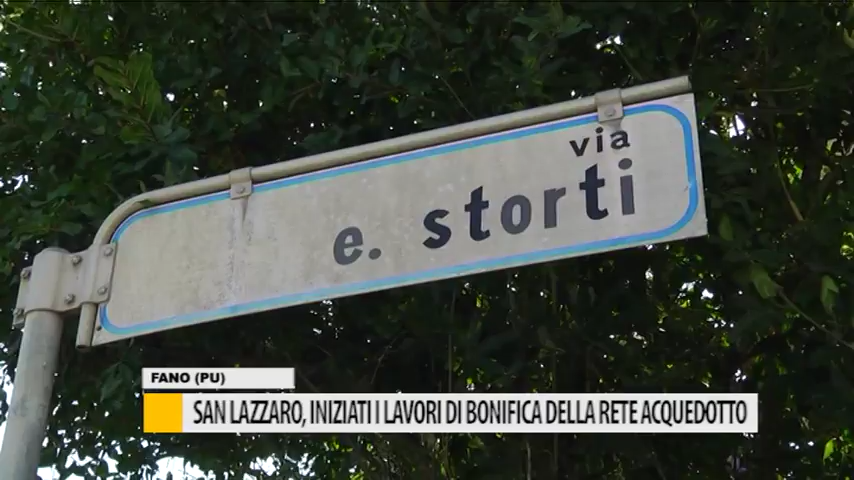 via
e. storti
FANO (PU)
SAN LAZZARO, INIZIATI I LAVORI DI BONIFICA DELLA RETE ACQUEDOTTO